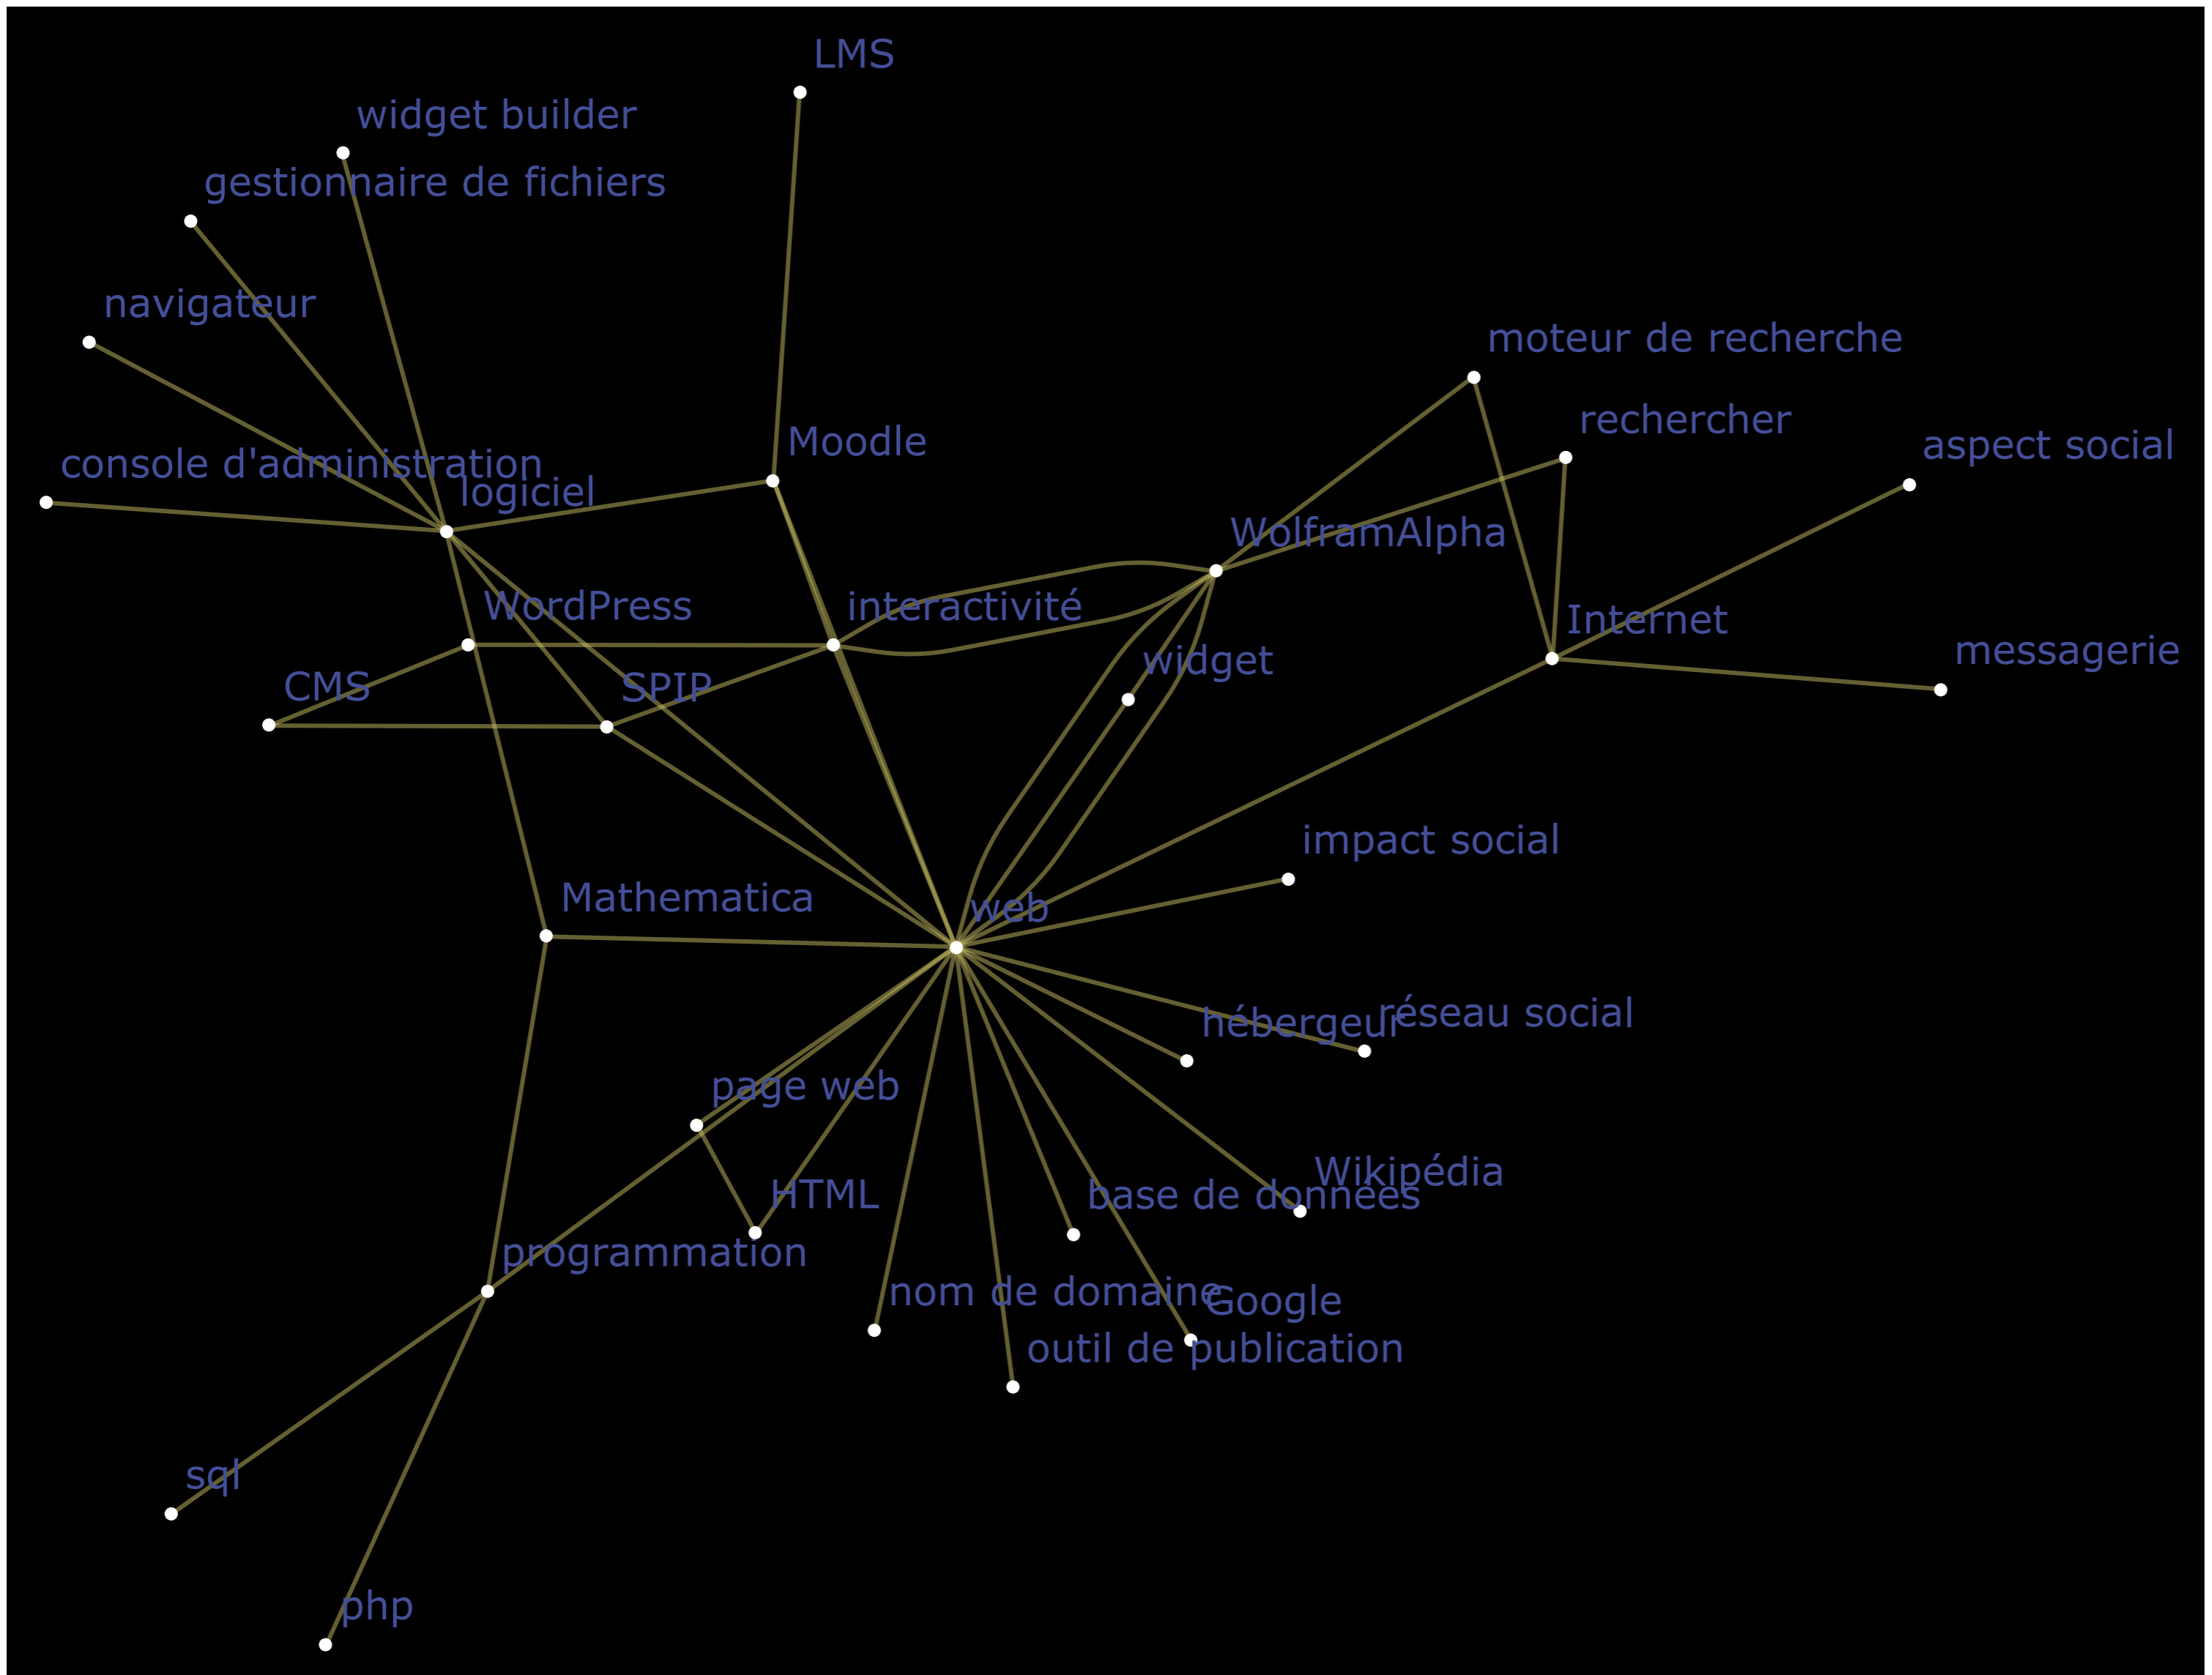 LMS
widget builder
gestionnaire de fichiers
navigateur
moteur de recherche
rechercher
Moodle
aspect social
console d'administration
logiciel
WolframAlpha
WordPress
interactivité
Internet
messagerie
widget
CMS
SPIP
impact social
Mathematica
web
réseau social
hébergeur
page web
Wikipédia
HTML
base de données
programmation
nom de domaine
Google
outil de publication
sql
php